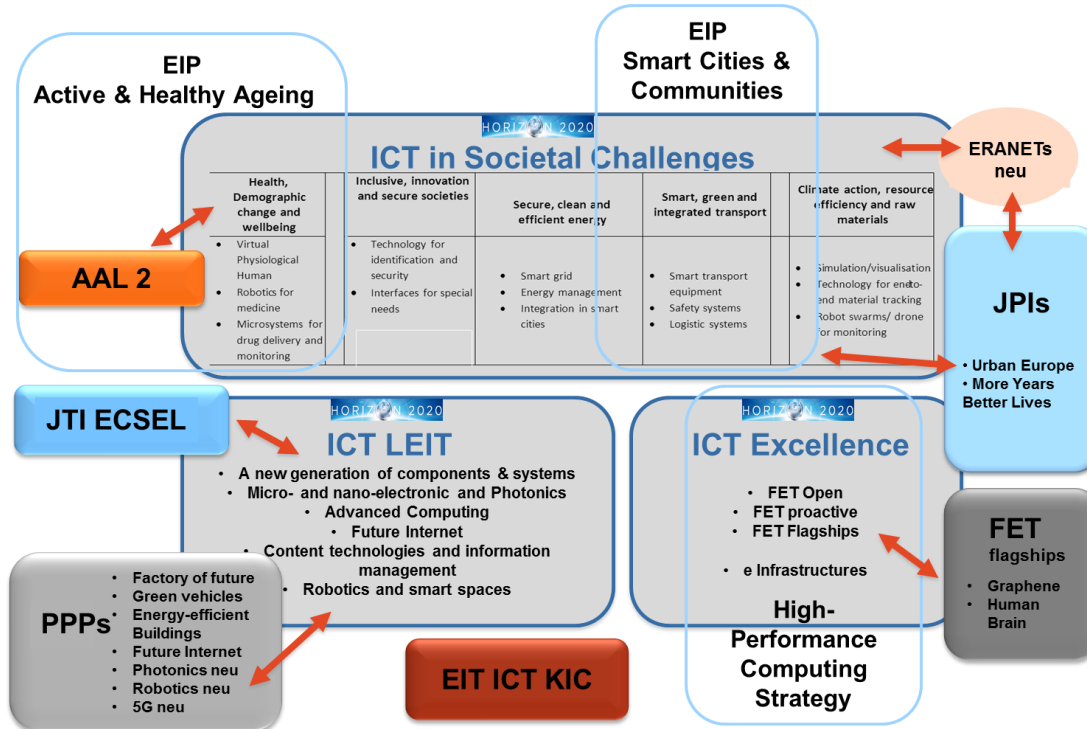 EIP
Active & Healthy Ageing
EIP
Smart Cities &
Communities
HORIZON 2020
ICT in Societal Challenges
ERANETs
neu
Health,
Demographic
change and
wellbeing
Inclusive, innovation
and secure societies
Secure, clean and
efficient energy
Smart, green and
integrated transport
Climate action, resource
efficiency and raw
materials
• Virtual
Physiological
Human
• Robotics for
medicine
• Microsystems for
drug delivery and
monitoring
• Technology for
identification and
security
• Interfaces for special
needs
• Smart grid
• Energy management
• Integration in smart
cities
• Smart transport
equipment
• Safety systems
• Logistic systems
• Simulation/visualisation
• Technology for end-to-
end material tracking
• Robot swarms/ drone
for monitoring
AAL 2
JPIs
• Urban Europe
• More Years
Better Lives
JTI ECSEL
HORIZON 2020
ICT LEIT
• A new generation of components & systems
• Micro- and nano-electronic and Photonics
• Advanced Computing
• Future Internet
• Content technologies and information
management
• Robotics and smart spaces
HORIZON 2020
ICT Excellence
• FET Open
• FET proactive
• FET Flagships
• e Infrastructures
High-
Performance
Computing
Strategy
FET
flagships
• Graphene
• Human
Brain
PPPs
• Factory of future
• Green vehicles
• Energy-efficient
Buildings
• Future Internet
• Photonics neu
• Robotics neu
• 5G neu
EIT ICT KIC